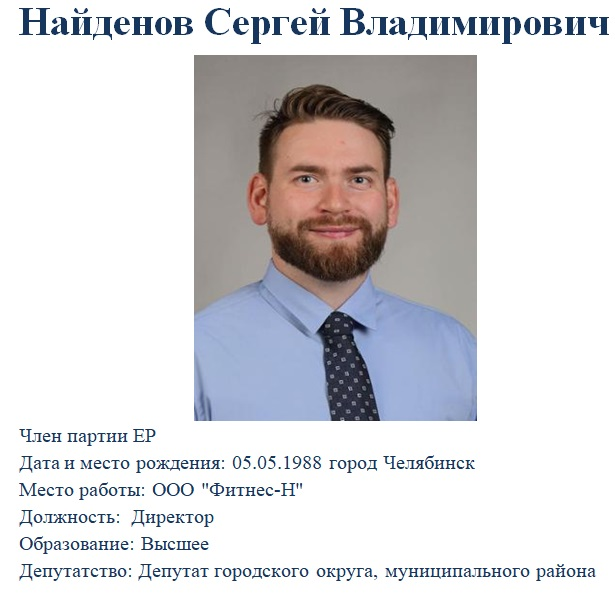 Найденов Сергей Владимирович
Член партии ЕР
Дата и место рождения: 05.05.1988 город Челябинск
Место работы: ООО "Фитнес-Н"
Должность:  Директор
Образование: Высшее
Депутатство: Депутат городского округа, муниципального района